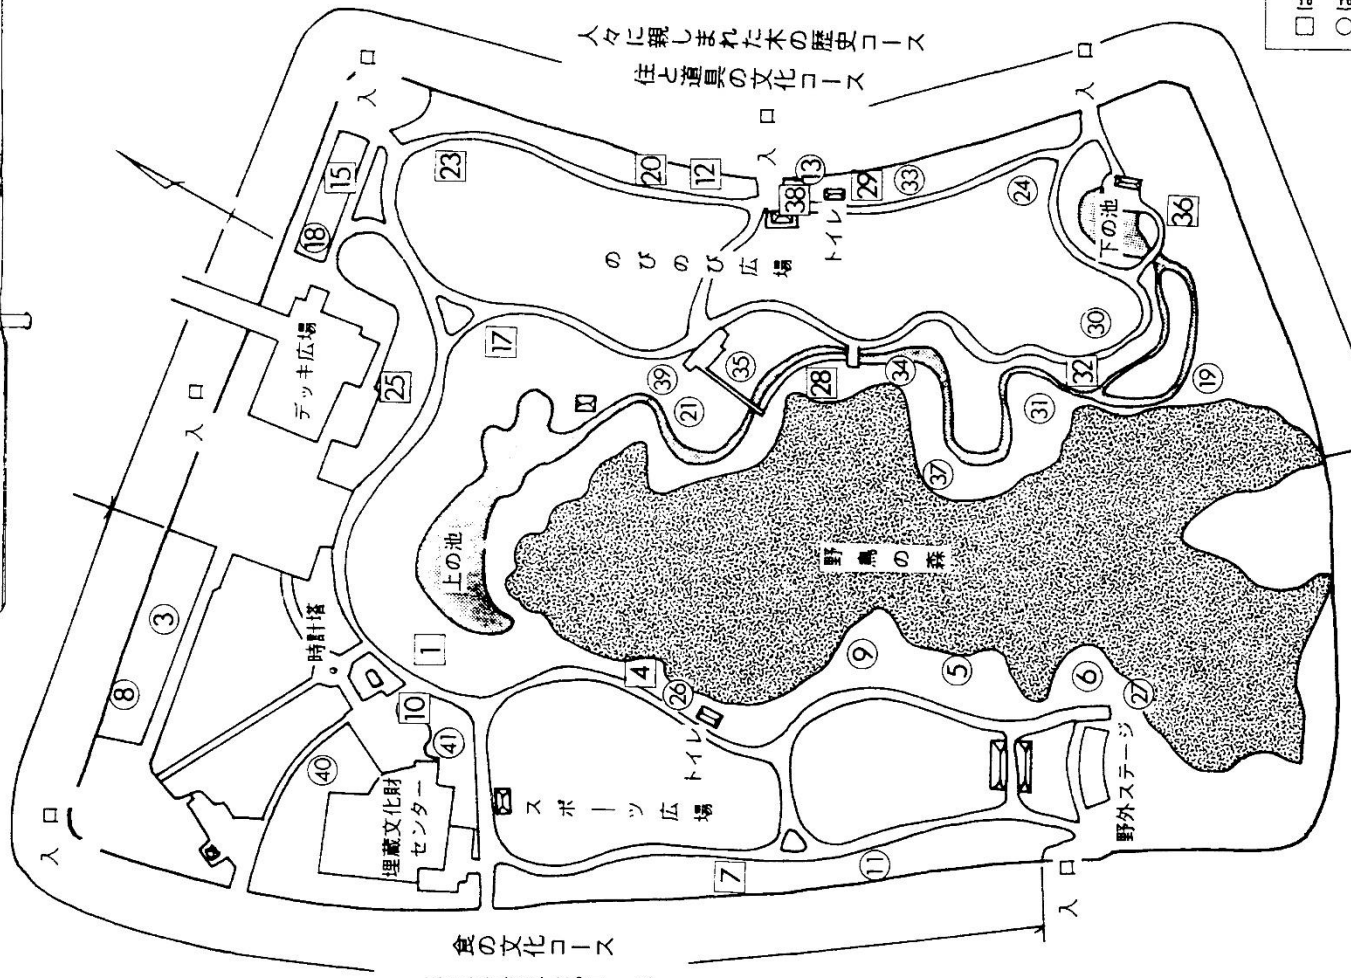 人々に親しまれた木の歴史コース
住と道具の文化コース
入口
入口
入口
入口
入口
入口
□は
○は
15
18
23
20
12
38
13
29
33
24
36
トイレ
のびのび広場
下の池
デッキ広場
25
17
39
21
35
28
34
30
32
31
19
37
上の池
野鳥の森
3
8
時計塔
1
10
41
40
埋蔵文化財
センター
4
26
トイレ
9
5
6
27
スポーツ広場
7
11
野外ステージ
食の文化コース